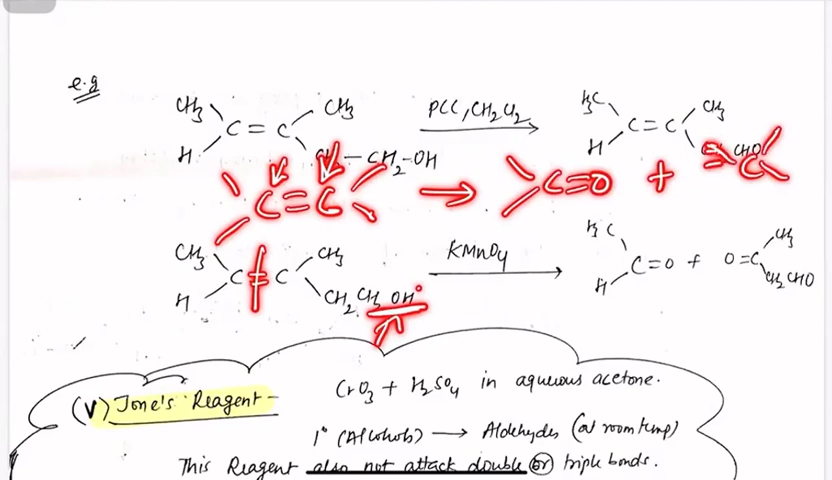 e.g
CH3 CH3 PCC, CH2Cl2 H3C CH3
C = C C = C
H CH2 - CH2 - OH H CHO
C = C → C = O + = C
CH3 CH3 KMnO4 H3C CH3
C = C C = O + O = C
H CH2 CH2 OH H CH2CHO
(V) Jone's Reagent - CrO3 + H2SO4 in aqueous acetone.
1° (Alcohols) → Aldehydes (at room temp)
This Reagent also not attack double or triple bonds.